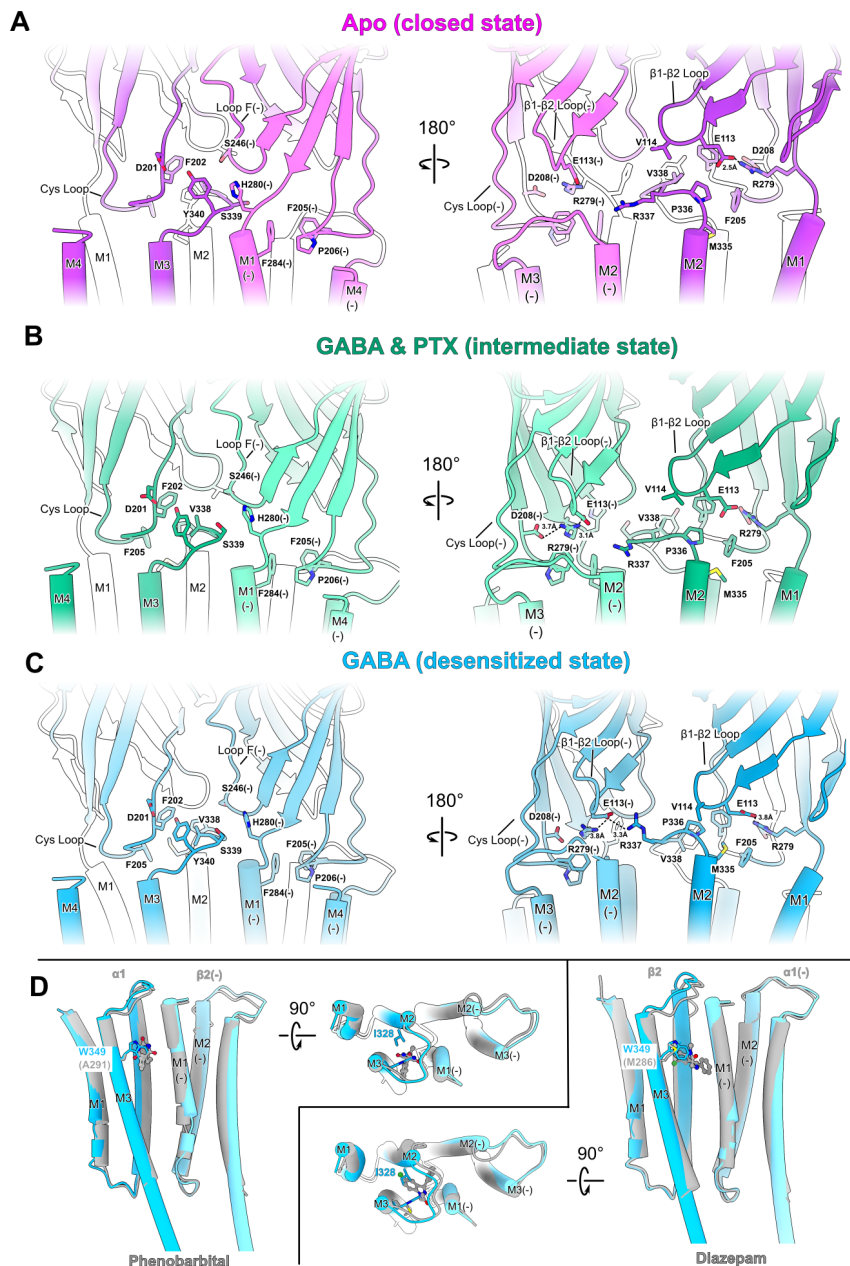 A
Apo (closed state)
Loop F(-)
S246(-)
D201
F202
H280(-)
Cys Loop
Y340
S339
F205(-)
P206(-)
F284(-)
M4
M1
M3
M2
M1
(-)
M4
(-)
180°
β1-β2 Loop
β1-β2 Loop(-)
V114
E113
D208
E113(-)
2.5Å
D208(-)
V338
R279
R279(-)
Cys Loop(-)
R337
P336
F205
M335
M3
(-)
M2
(-)
M2
M1
B
GABA & PTX (intermediate state)
Loop F(-)
S246(-)
F202
D201
V338
H280(-)
Cys Loop
S339
F205
F205(-)
F284(-)
P206(-)
M4
M1
M3
M2
M1
(-)
M4
(-)
180°
β1-β2 Loop
β1-β2 Loop(-)
V114
E113
E113(-)
D208(-)
3.7Å
3.1Å
V338
R279
Cys Loop(-)
R279(-)
R337
P336
F205
M335
M3
(-)
M2
(-)
M2
M1
C
GABA (desensitized state)
Loop F(-)
S246(-)
F202
D201
V338
H280(-)
Cys Loop
S339
F205
Y340
F205(-)
F284(-)
P206(-)
M4
M1
M3
M2
M1
(-)
M4
(-)
180°
β1-β2 Loop
β1-β2 Loop(-)
E113(-)
V114
E113
D208(-)
P336
3.8Å
3.8Å
3.3Å
Cys Loop(-)
R279(-)
R337
V338
F205
R279
M335
M3
(-)
M2
(-)
M2
M1
D
α1
β2(-)
W349
(A291)
M1
M3
M1
(-)
M2
(-)
Phenobarbital
90°
M1
M2
M2(-)
I328
M3
M3(-)
M1(-)
M1
M2
M2(-)
I328
M3
M3(-)
M1(-)
90°
β2
α1(-)
W349
(M286)
M1
M3
M1
(-)
M2
(-)
Diazepam